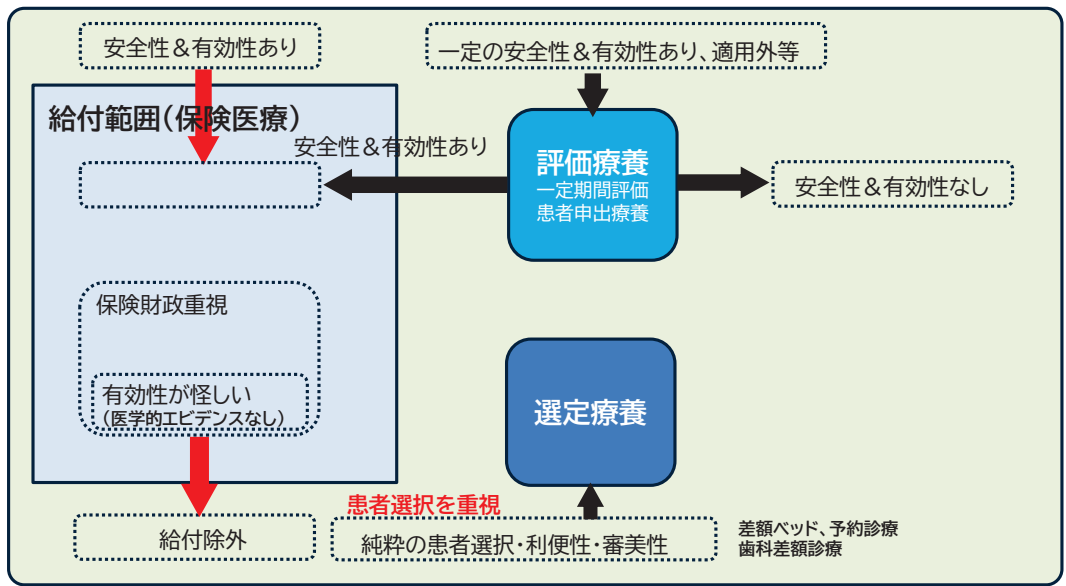 安全性&有効性あり
一定の安全性&有効性あり、適用外等
給付範囲(保険医療)
安全性&有効性あり
評価療養
一定期間評価
患者申出療養
安全性&有効性なし
保険財政重視
有効性が怪しい
(医学的エビデンスなし)
選定療養
患者選択を重視
給付除外
純粋の患者選択・利便性・審美性
差額ベッド、予約診療
歯科差額診療